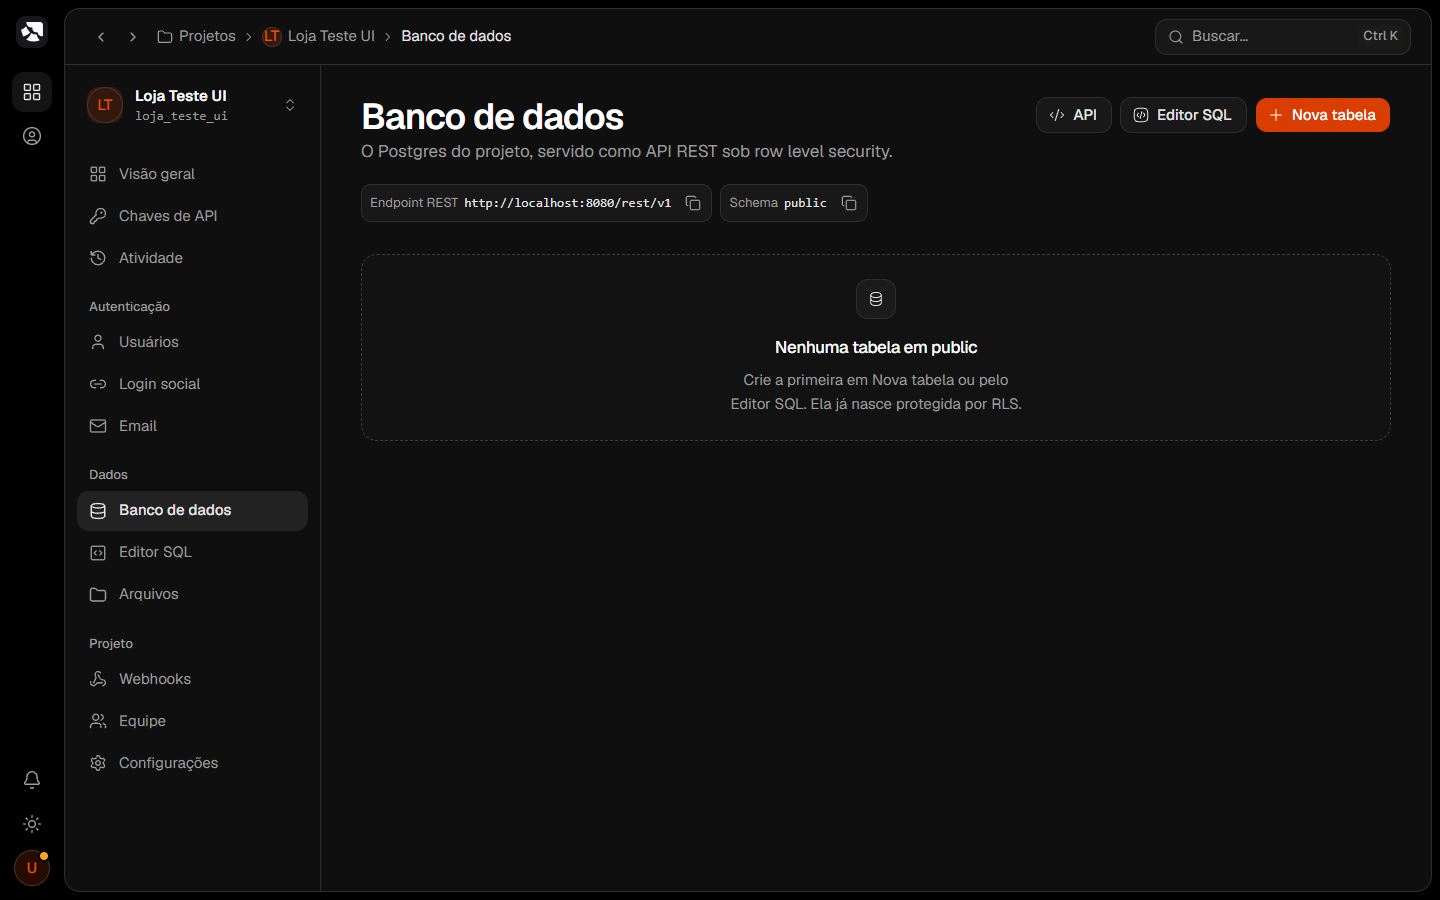 Projetos
LT
Loja Teste UI
Banco de dados
Buscar...
Ctrl K
LT
Loja Teste UI
loja_teste_ui
Visão geral
Chaves de API
Atividade
Autenticação
Usuários
Login social
Email
Dados
Banco de dados
Editor SQL
Arquivos
Projeto
Webhooks
Equipe
Configurações
U
Banco de dados
API
Editor SQL
Nova tabela
O Postgres do projeto, servido como API REST sob row level security.
Endpoint REST http://localhost:8080/rest/v1
Schema public
Nenhuma tabela em public
Crie a primeira em Nova tabela ou pelo
Editor SQL. Ela já nasce protegida por RLS.